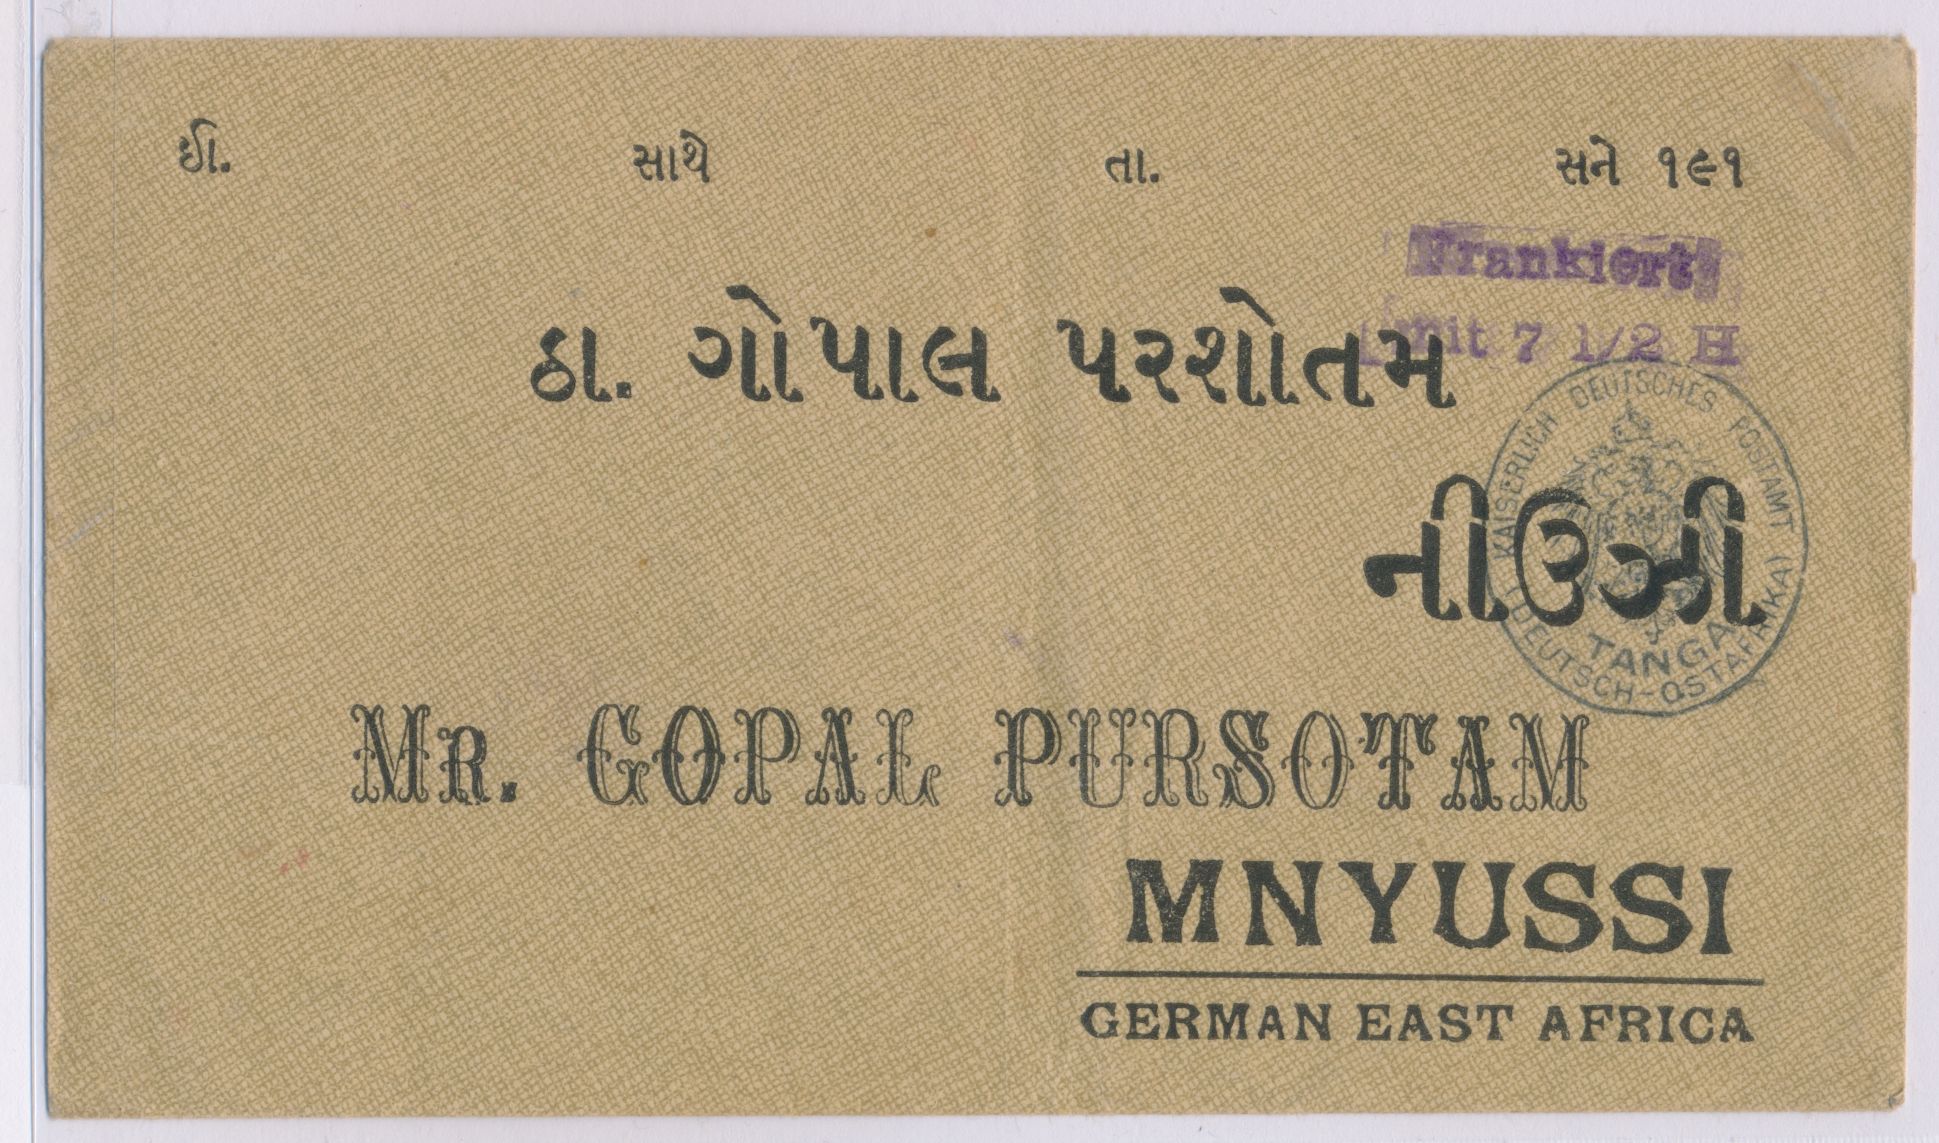 ઈા. સાથે તા. સને ૧૯૧
Frankiert
mit 7 1/2 H
ઠા. ગોપાલ પરશોતમ
KAISERLICH DEUTSCHES POSTAMT
TANGA
(DEUTSCH-OSTAFRIKA)
નીઉઝી
MR. GOPAL PURSOTAM
MNYUSSI
GERMAN EAST AFRICA